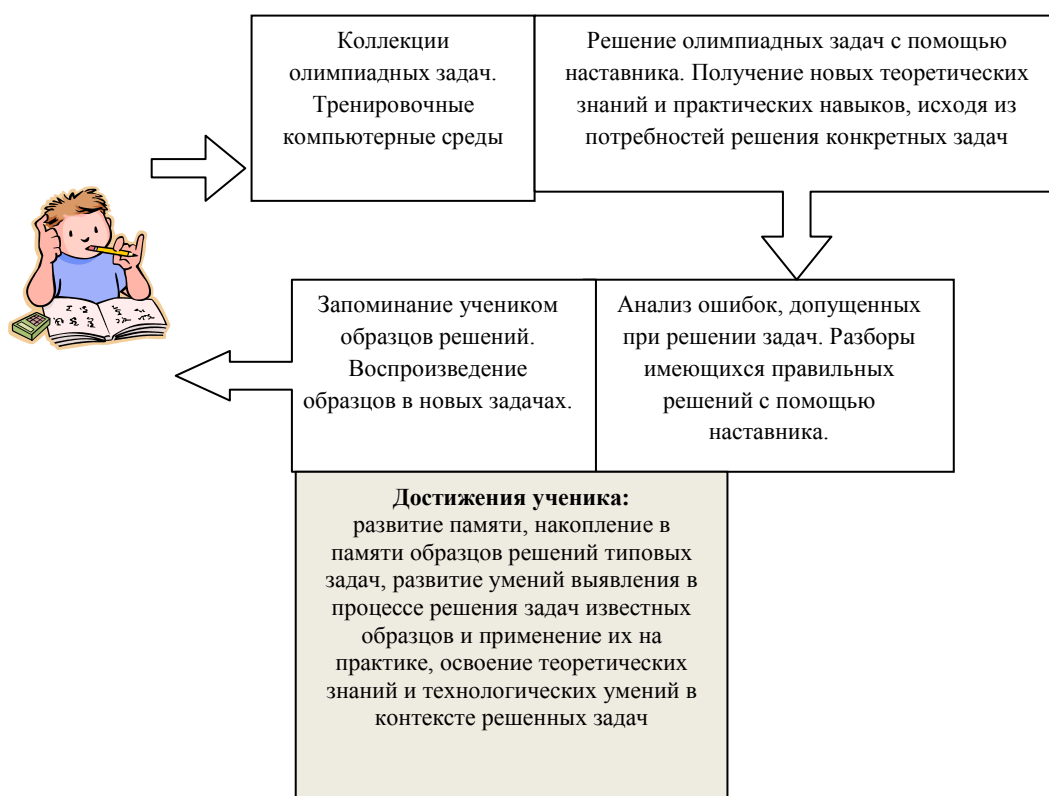 Коллекции
олимпиадных задач.
Тренировочные
компьютерные среды
Решение олимпиадных задач с помощью
наставника. Получение новых теоретических
знаний и практических навыков, исходя из
потребностей решения конкретных задач
Запоминание учеником
образцов решений.
Воспроизведение
образцов в новых задачах.
Анализ ошибок, допущенных
при решении задач. Разборы
имеющихся правильных
решений с помощью
наставника.
Достижения ученика:
развитие памяти, накопление в
памяти образцов решений типовых
задач, развитие умений выявления в
процессе решения задач известных
образцов и применение их на
практике, освоение теоретических
знаний и технологических умений в
контексте решенных задач